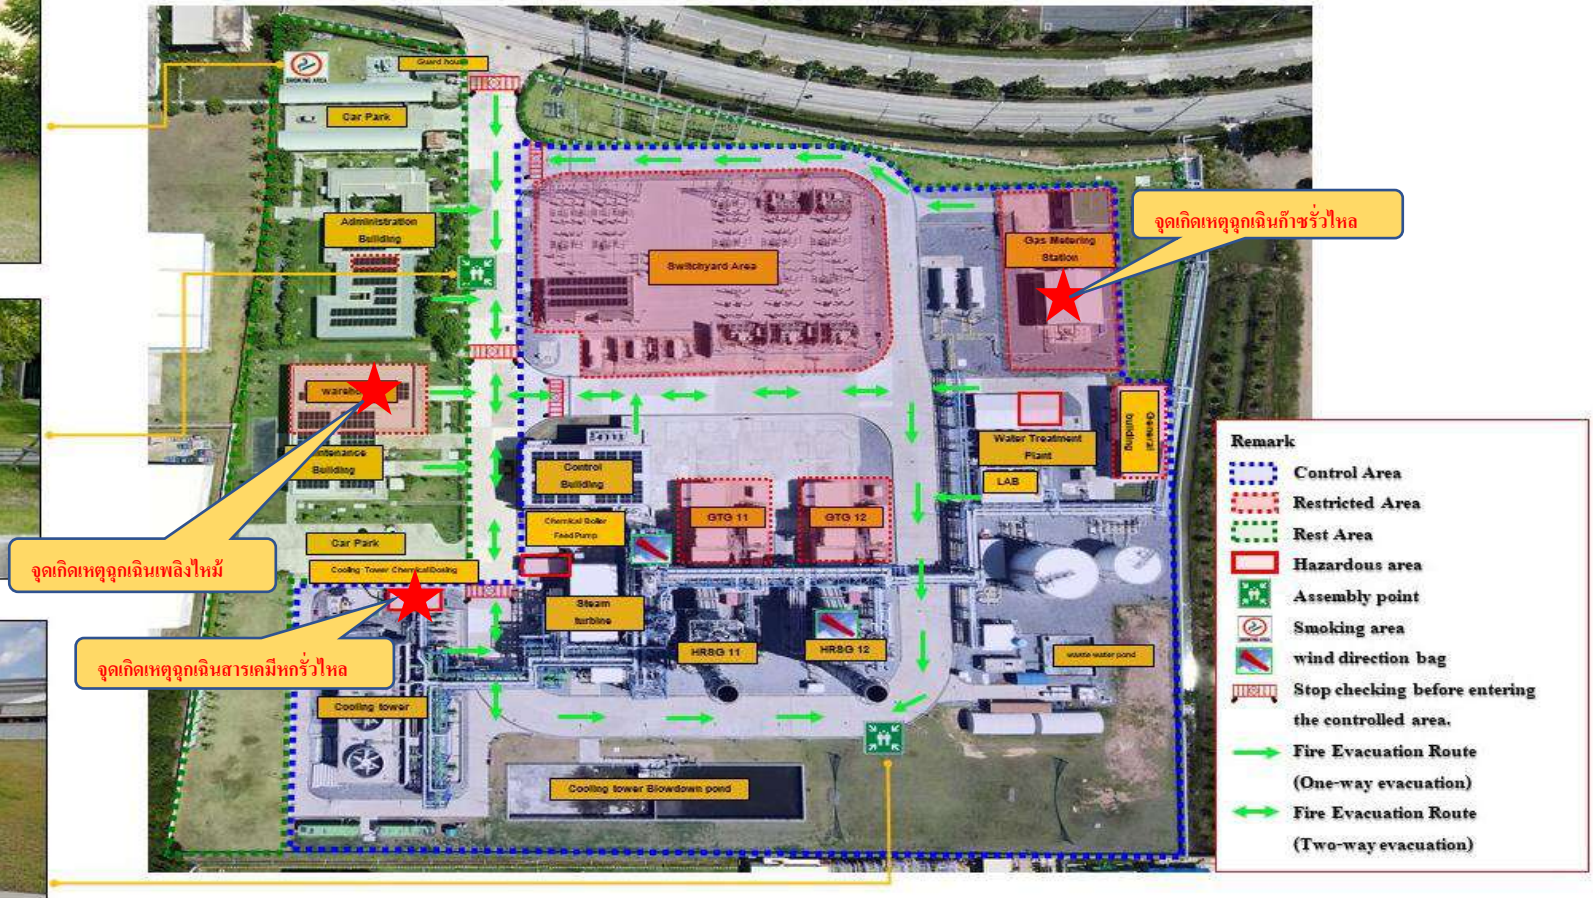 SMOKING AREA
Guard house
Car Park
Administration
Building
Switchyard Area
Gas Metering
Station
จุดเกิดเหตุฉุกเฉินก๊าซรั่วไหล
Water Treatment
Plant
General
building
LAB
Control
Building
GTG 11
GTG 12
Chemical Boiler
Feed Pump
Building
Car Park
จุดเกิดเหตุฉุกเฉินเพลิงไหม้
Cooling Tower Chemical Dosing
Steam
turbine
HRSG 11
HRSG 12
waste water pond
จุดเกิดเหตุฉุกเฉินสารเคมีหกรั่วไหล
Cooling tower
Cooling tower Blowdown pond
Remark
Control Area
Restricted Area
Rest Area
Hazardous area
Assembly point
Smoking area
wind direction bag
Stop checking before entering
the controlled area.
Fire Evacuation Route
(One-way evacuation)
Fire Evacuation Route
(Two-way evacuation)